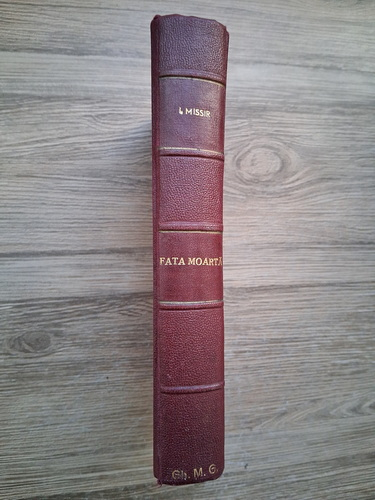 I. MISSIR
FATA MOARTĂ
Gh. M. G.